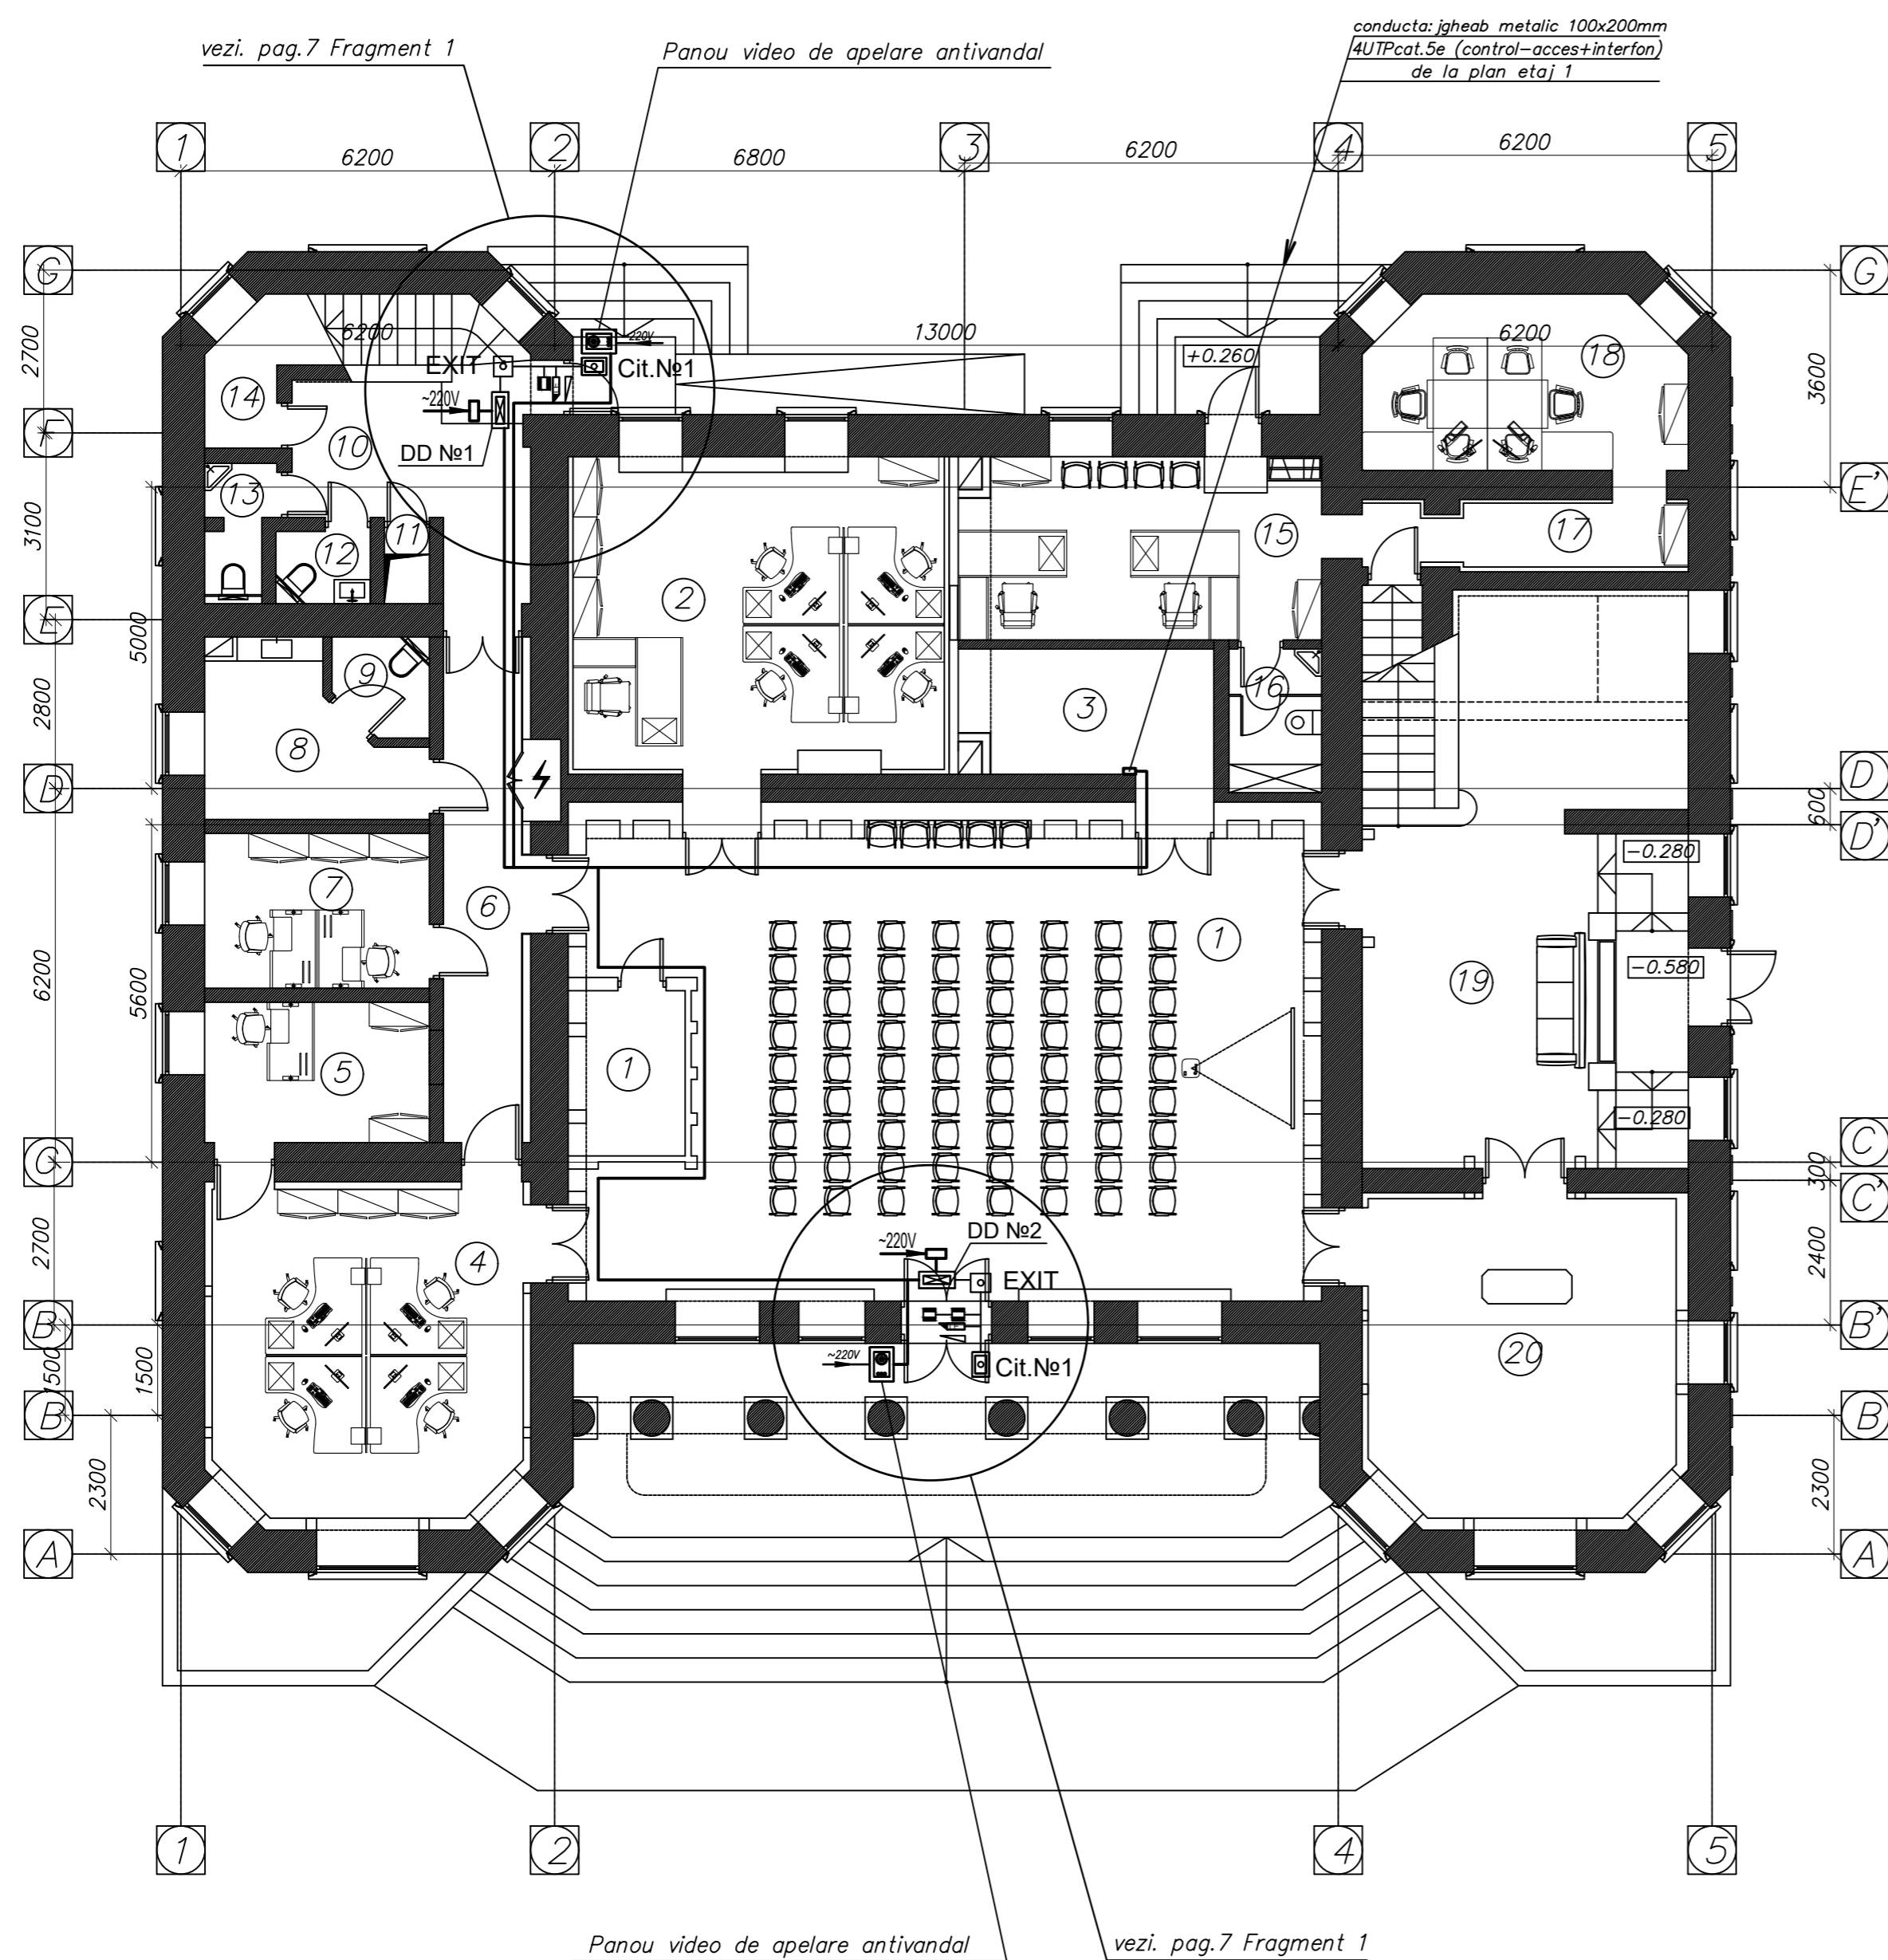 conducta: jgheab metalic 100x200mm
4UTPcat.5e (control-acces+interfon)
de la plan etaj 1
vezi. pag.7 Fragment 1
Panou video de apelare antivandal
1
2
3
4
5
6200
6800
6200
6200
G
G
6200
13000
6200
~220V
EXIT
Cit.№1
+0.260
18
2700
3600
14
~220V
F
10
DD №1
E'
13
3100
11
12
15
17
2
E
5000
9
16
3
2800
8
D
D
600
D'
-0.280
7
6
1
-0.580
6200
5600
19
1
5
-0.280
C
C
300
C'
DD №2
~220V
4
2700
2400
EXIT
B'
B'
~220V
Cit.№1
20
1500
1500
B
B
2300
2300
A
A
1
2
4
5
Panou video de apelare antivandal
vezi. pag.7 Fragment 1